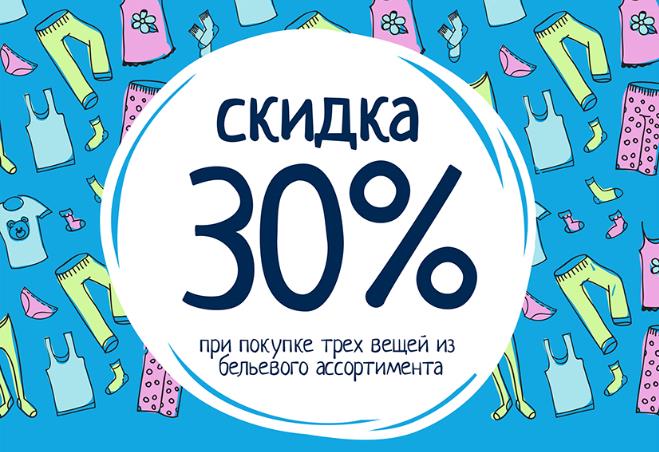 скидка
30%
при покупке трех вещей из
бельевого ассортимента